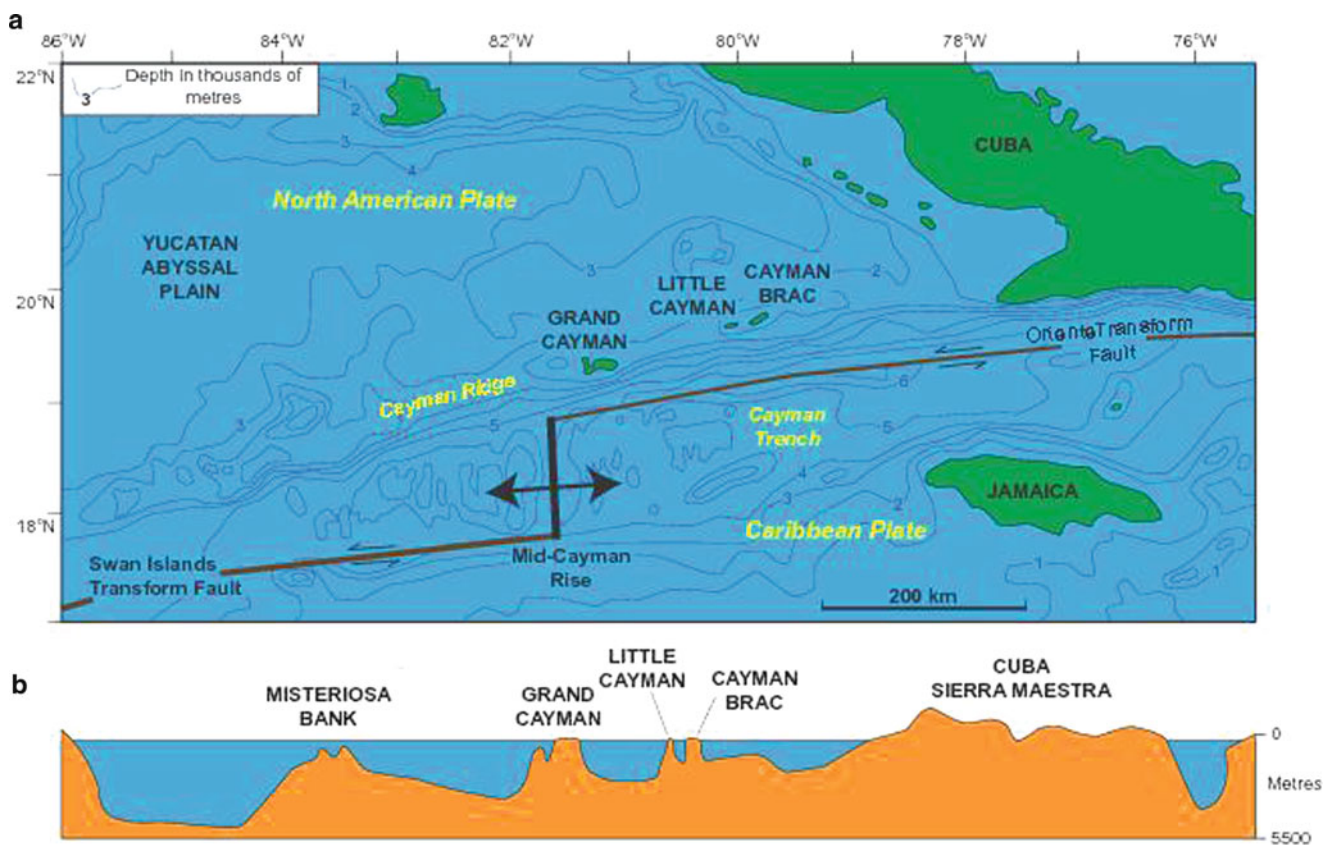 a
86°W 84°W 82°W 80°W 78°W 76°W
22°N
Depth in thousands of
metres
3
1
2
3
4
CUBA
North American Plate
YUCATAN
ABYSSAL
PLAIN
3
2
20°N
LITTLE
CAYMAN
CAYMAN
BRAC
GRAND
CAYMAN
Oriente Transform
Fault
6
Cayman Ridge
3
5
Cayman
Trench
5
4
3
2
JAMAICA
18°N
Caribbean Plate
Swan Islands
Transform Fault
Mid-Cayman
Rise
1
1
200 km
b
MISTERIOSA
BANK
GRAND
CAYMAN
LITTLE
CAYMAN
CAYMAN
BRAC
CUBA
SIERRA MAESTRA
0
Metres
5500